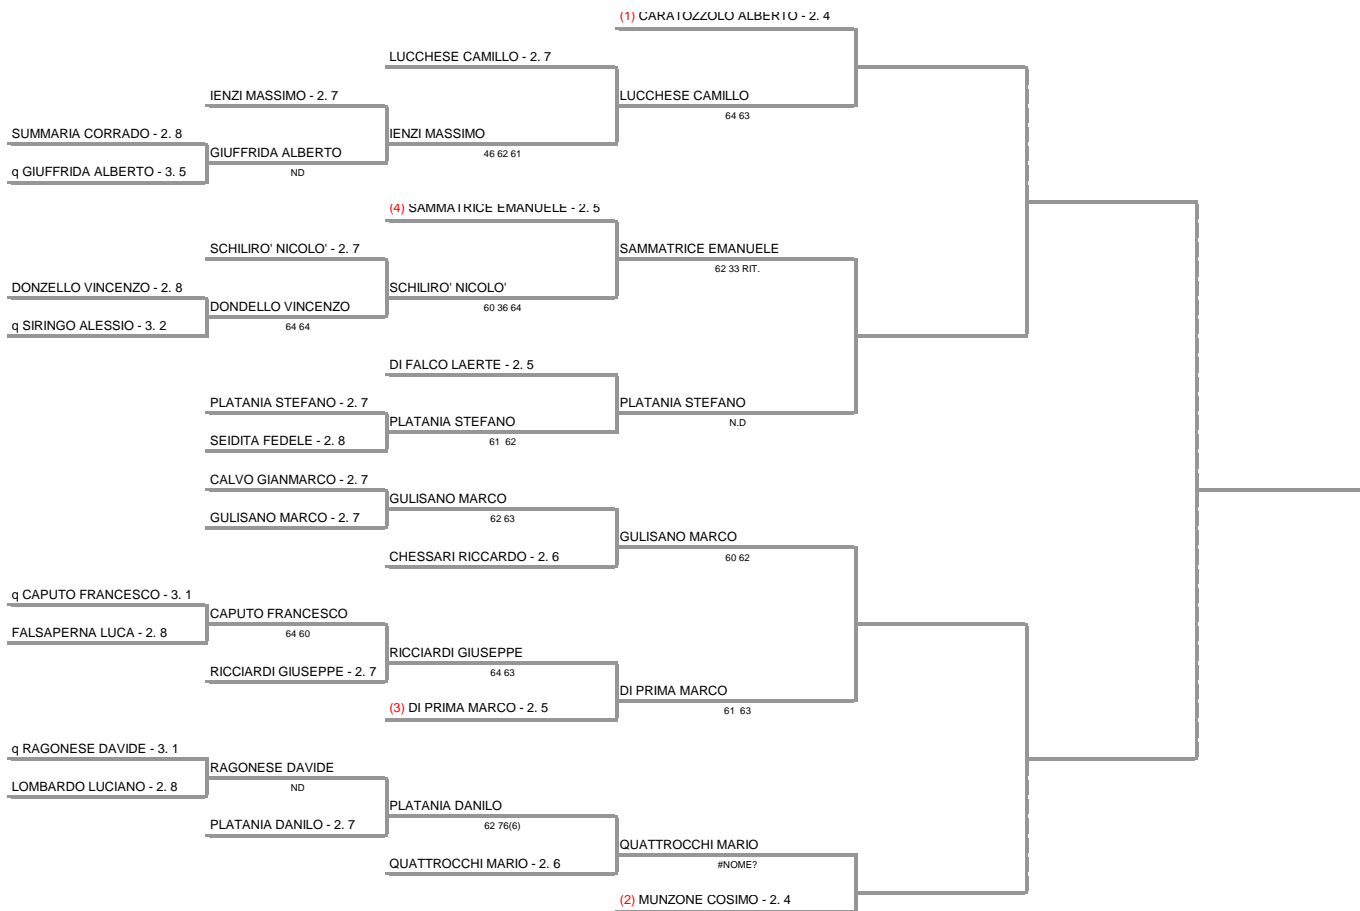 (1) CARATOZZOLO ALBERTO - 2. 4
LUCCHESE CAMILLO - 2. 7
IENZI MASSIMO - 2. 7
LUCCHESE CAMILLO
64 63
SUMMARIA CORRADO - 2. 8
IENZI MASSIMO
GIUFFRIDA ALBERTO
46 62 61
q GIUFFRIDA ALBERTO - 3. 5
ND
(4) SAMMATRICE EMANUELE - 2. 5
SCHILIRO' NICOLO' - 2. 7
SAMMATRICE EMANUELE
62 33 RIT.
DONZELLO VINCENZO - 2. 8
SCHILIRO' NICOLO'
DONDELLO VINCENZO
60 36 64
q SIRINGO ALESSIO - 3. 2
64 64
DI FALCO LAERTE - 2. 5
PLATANIA STEFANO - 2. 7
PLATANIA STEFANO
PLATANIA STEFANO
N.D
SEIDITA FEDELE - 2. 8
61 62
CALVO GIANMARCO - 2. 7
GULISANO MARCO
GULISANO MARCO - 2. 7
62 63
GULISANO MARCO
CHESSARI RICCARDO - 2. 6
60 62
q CAPUTO FRANCESCO - 3. 1
CAPUTO FRANCESCO
FALSAPERNA LUCA - 2. 8
64 60
RICCIARDI GIUSEPPE
RICCIARDI GIUSEPPE - 2. 7
64 63
DI PRIMA MARCO
(3) DI PRIMA MARCO - 2. 5
61 63
q RAGONESE DAVIDE - 3. 1
RAGONESE DAVIDE
LOMBARDO LUCIANO - 2. 8
ND
PLATANIA DANILO
PLATANIA DANILO - 2. 7
62 76(6)
QUATTROCCHI MARIO
QUATTROCCHI MARIO - 2. 6
#NOME?
(2) MUNZONE COSIMO - 2. 4